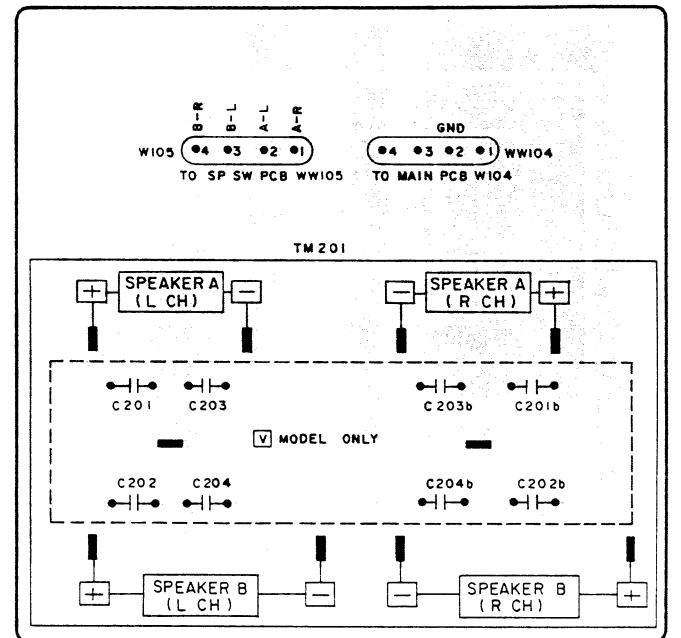 B-R B-L A-L A-R
GND
W105 4 3 2 1
4 3 2 1 WW104
TO SP SW PCB WW105
TO MAIN PCB W104
TM201
+ SPEAKER A −
(L CH)
− SPEAKER A +
(R CH)
C201 C203
C203b C201b
V MODEL ONLY
C202 C204
C204b C202b
+ SPEAKER B −
(L CH)
− SPEAKER B +
(R CH)